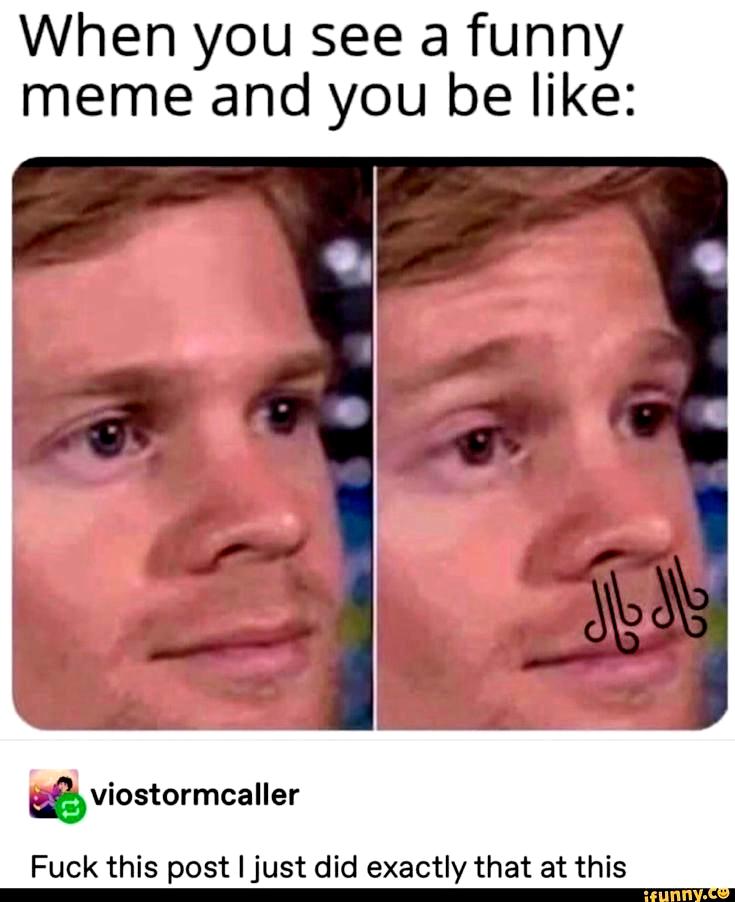 When you see a funny
meme and you be like:
viostormcaller
Fuck this post I just did exactly that at this
ifunny.co